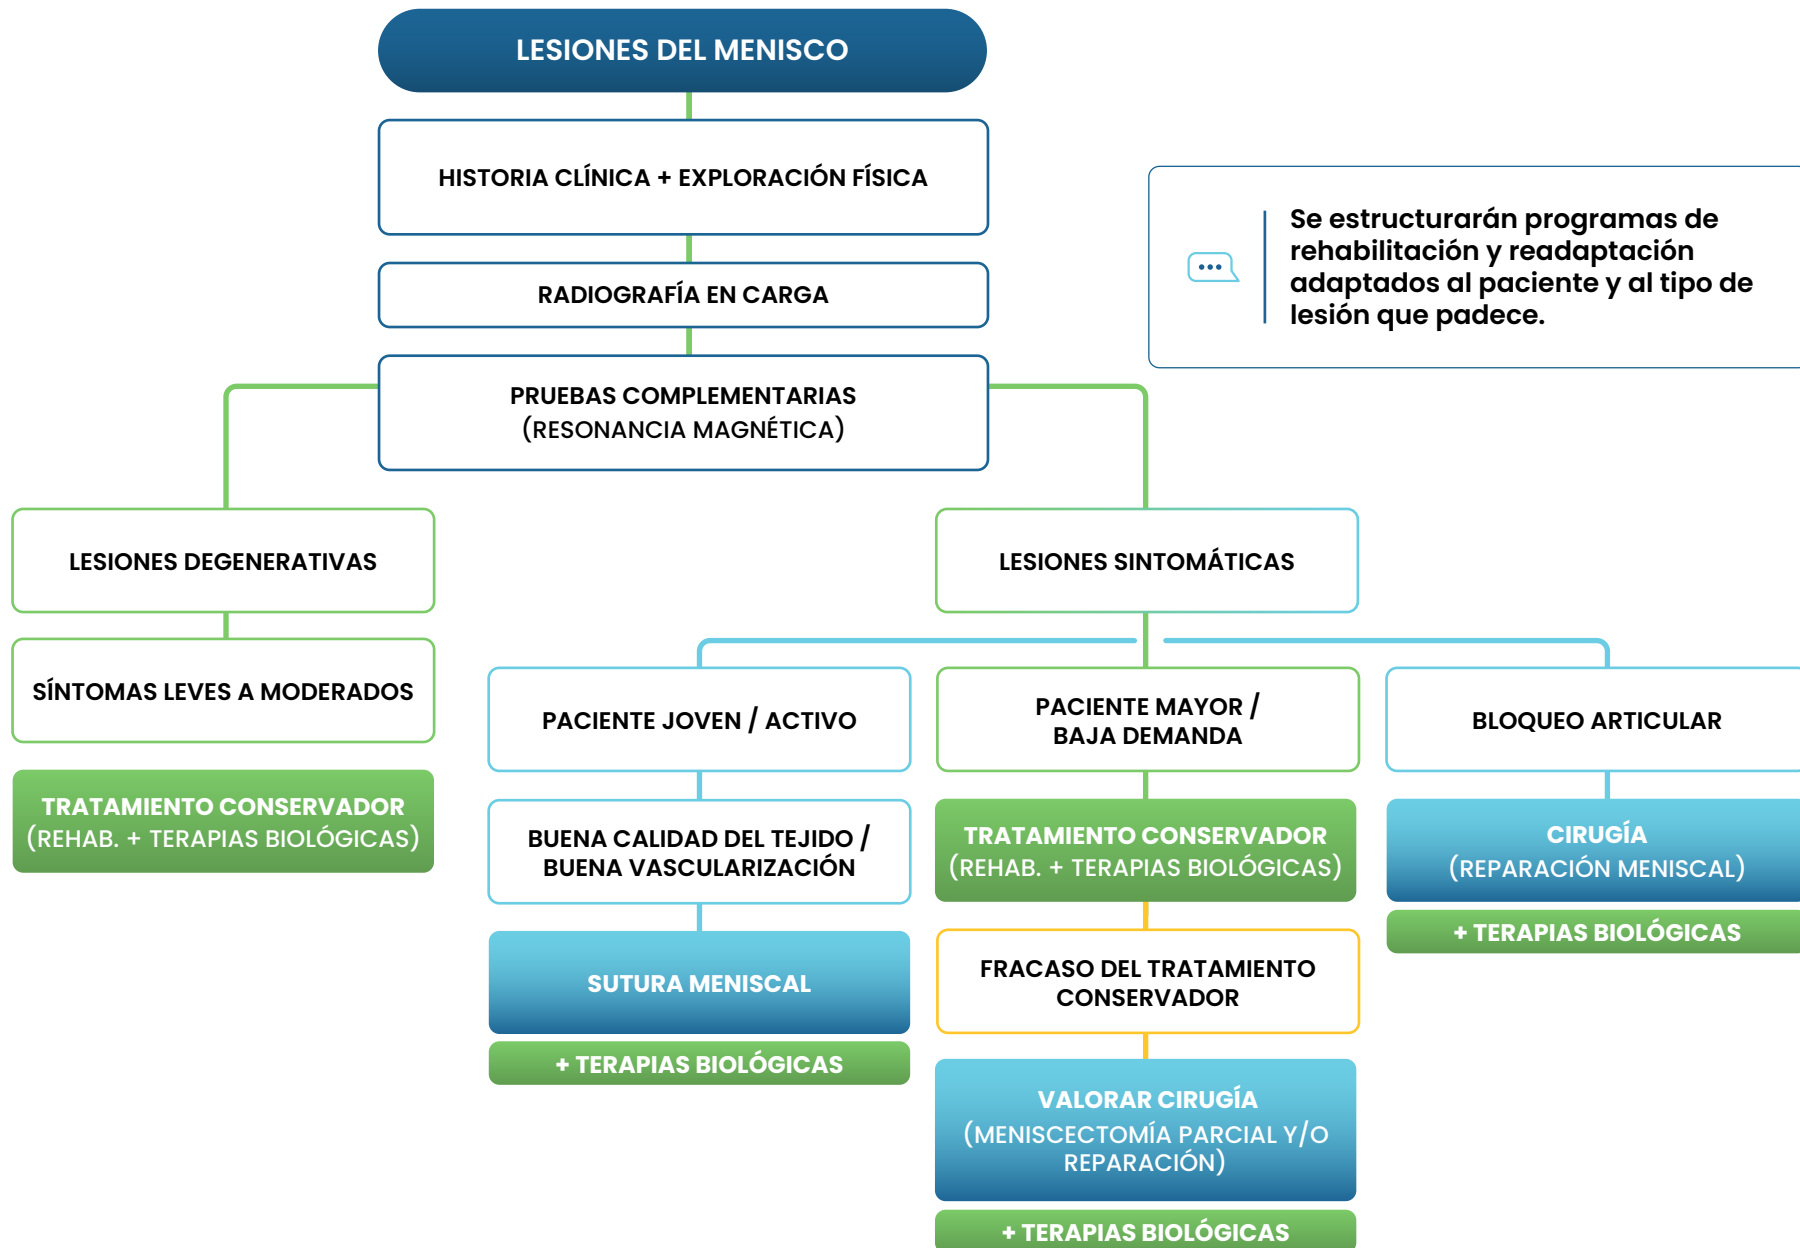 LESIONES DEL MENISCO
HISTORIA CLÍNICA + EXPLORACIÓN FÍSICA
RADIOGRAFÍA EN CARGA
PRUEBAS COMPLEMENTARIAS
(RESONANCIA MAGNÉTICA)
Se estructurarán programas de
rehabilitación y readaptación
adaptados al paciente y al tipo de
lesión que padece.
LESIONES DEGENERATIVAS
SÍNTOMAS LEVES A MODERADOS
TRATAMIENTO CONSERVADOR
(REHAB. + TERAPIAS BIOLÓGICAS)
LESIONES SINTOMÁTICAS
PACIENTE JOVEN / ACTIVO
BUENA CALIDAD DEL TEJIDO /
BUENA VASCULARIZACIÓN
SUTURA MENISCAL
+ TERAPIAS BIOLÓGICAS
PACIENTE MAYOR /
BAJA DEMANDA
TRATAMIENTO CONSERVADOR
(REHAB. + TERAPIAS BIOLÓGICAS)
FRACASO DEL TRATAMIENTO
CONSERVADOR
VALORAR CIRUGÍA
(MENISCECTOMÍA PARCIAL Y/O
REPARACIÓN)
+ TERAPIAS BIOLÓGICAS
BLOQUEO ARTICULAR
CIRUGÍA
(REPARACIÓN MENISCAL)
+ TERAPIAS BIOLÓGICAS